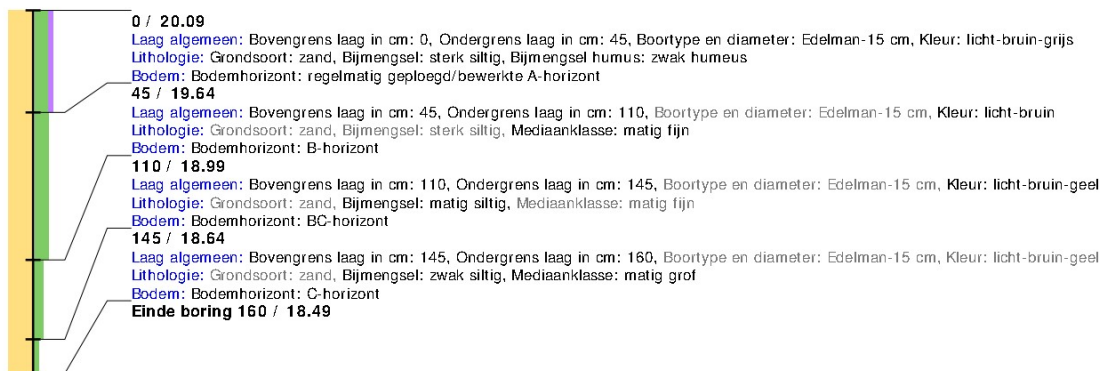 0 / 20.09
Laag algemeen: Bovengrens laag in cm: 0, Ondergrens laag in cm: 45, Boortype en diameter: Edelman-15 cm, Kleur: licht-bruin-grijs
Lithologie: Grondsoort: zand, Bijmengsel: sterk siltig, Bijmengsel humus: zwak humeus
Bodem: Bodemhorizont: regelmatig geploegd/bewerkte A-horizont
45 / 19.64
Laag algemeen: Bovengrens laag in cm: 45, Ondergrens laag in cm: 110, Boortype en diameter: Edelman-15 cm, Kleur: licht-bruin
Lithologie: Grondsoort: zand, Bijmengsel: sterk siltig, Mediaanklasse: matig fijn
Bodem: Bodemhorizont: B-horizont
110 / 18.99
Laag algemeen: Bovengrens laag in cm: 110, Ondergrens laag in cm: 145, Boortype en diameter: Edelman-15 cm, Kleur: licht-bruin-geel
Lithologie: Grondsoort: zand, Bijmengsel: matig siltig, Mediaanklasse: matig fijn
Bodem: Bodemhorizont: BC-horizont
145 / 18.64
Laag algemeen: Bovengrens laag in cm: 145, Ondergrens laag in cm: 160, Boortype en diameter: Edelman-15 cm, Kleur: licht-bruin-geel
Lithologie: Grondsoort: zand, Bijmengsel: zwak siltig, Mediaanklasse: matig grof
Bodem: Bodemhorizont: C-horizont
Einde boring 160 / 18.49